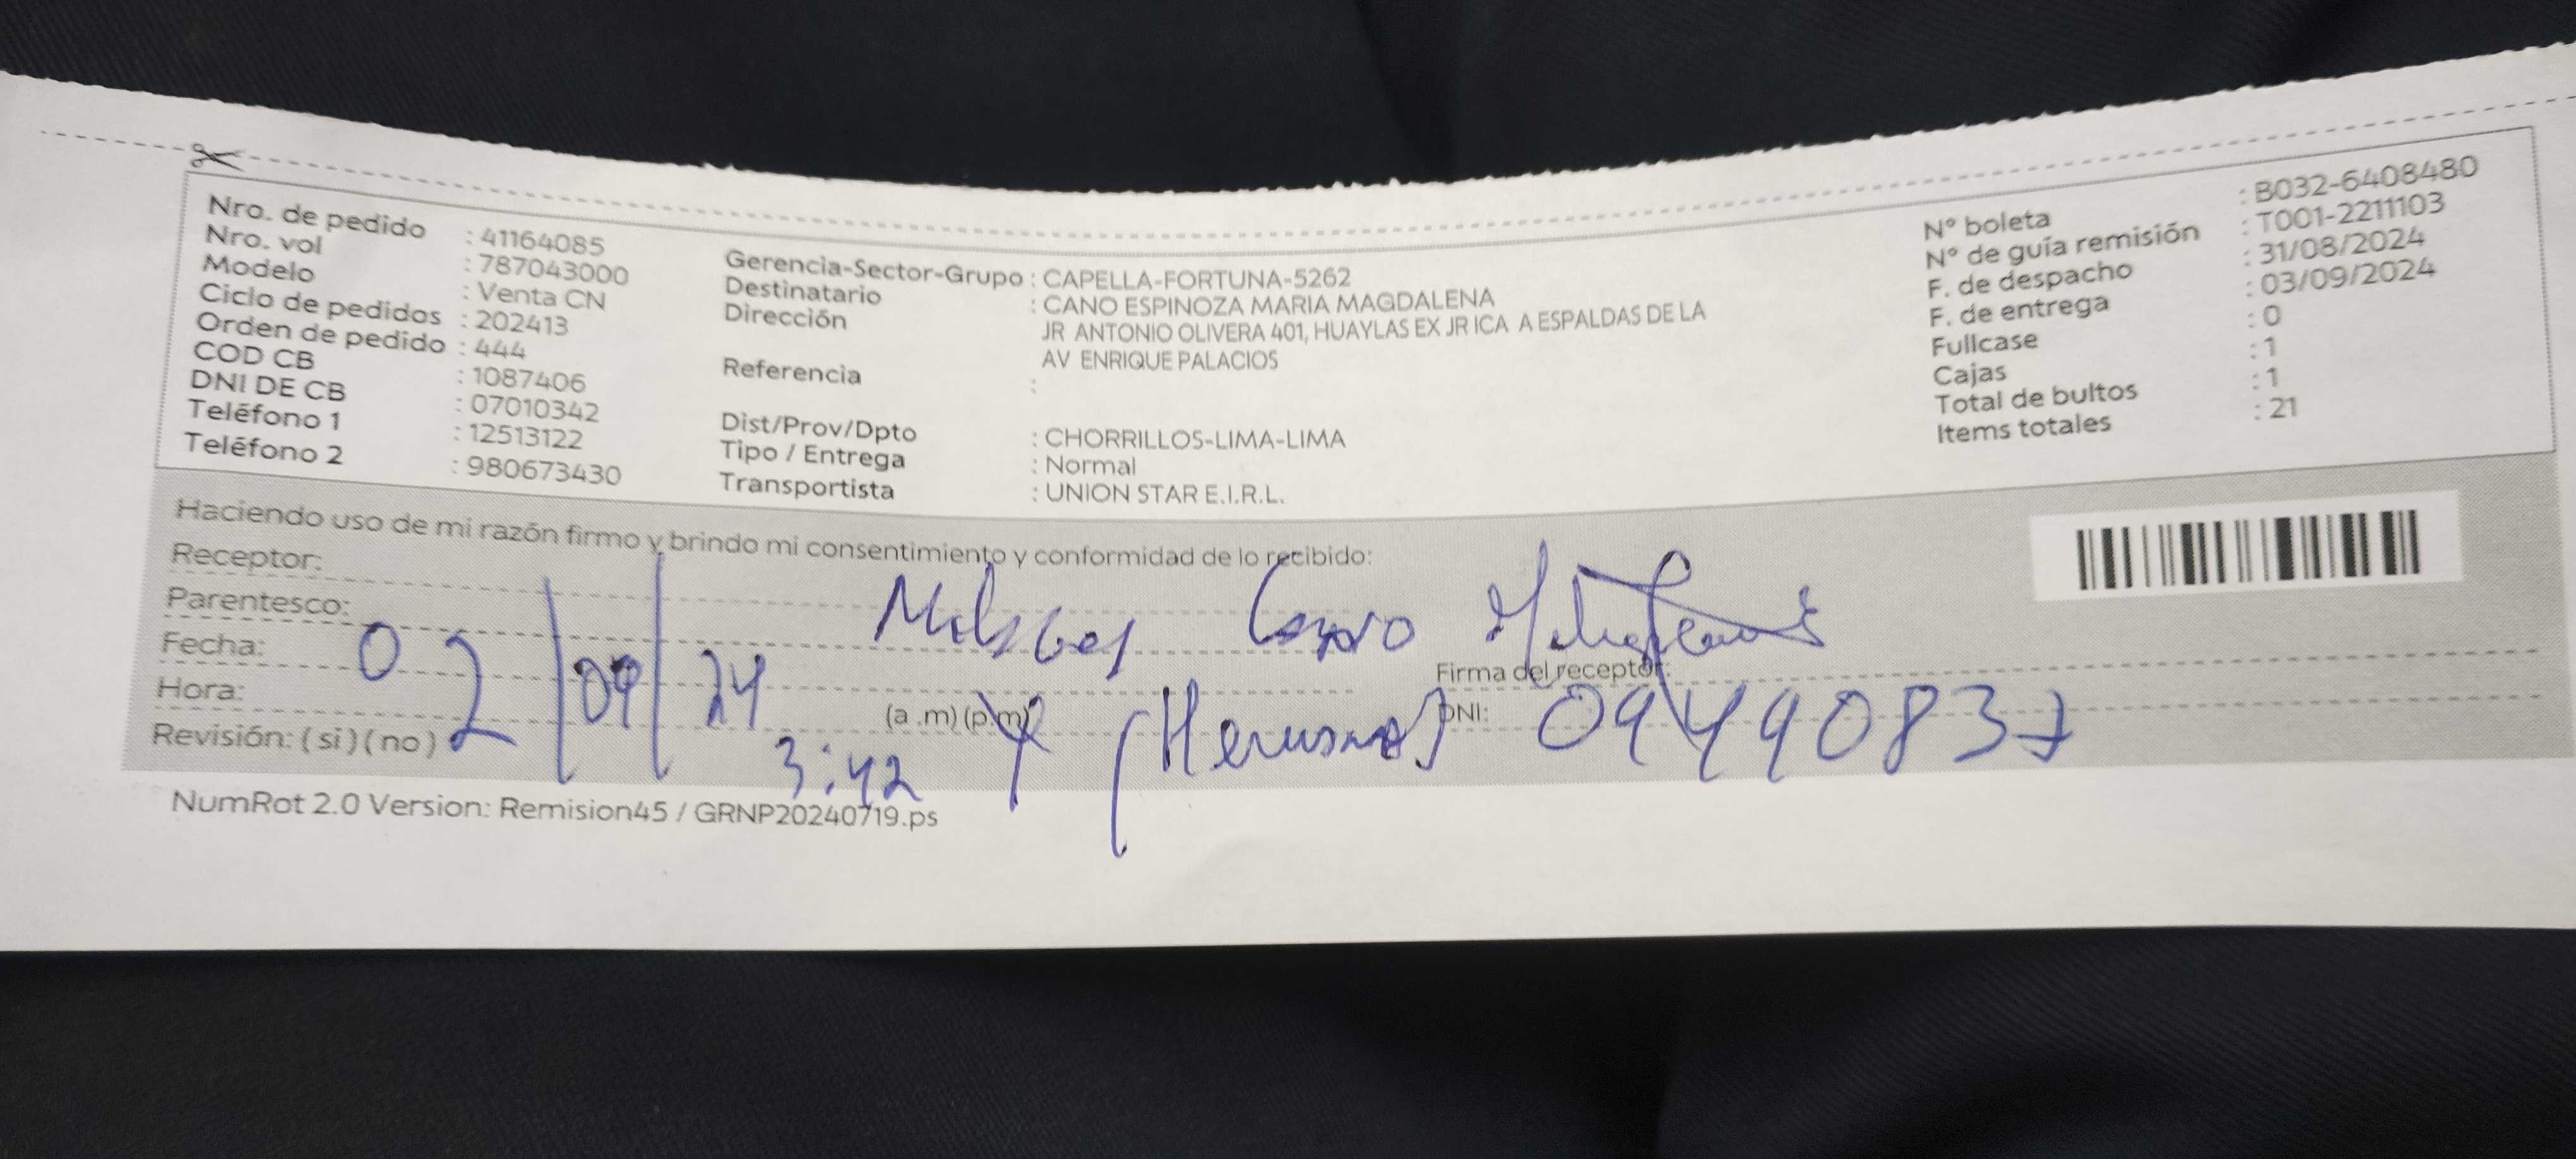 Nro. de pedido : 41164085
Nro. vol : 787043000
Modelo : Venta CN
Ciclo de pedidos : 202413
Orden de pedido : 444
COD CB : 1087406
DNI DE CB : 07010342
Teléfono 1 : 12513122
Teléfono 2 : 980673430
Gerencia-Sector-Grupo : CAPELLA-FORTUNA-5262
Destinatario : CANO ESPINOZA MARIA MAGDALENA
Dirección JR ANTONIO OLIVERA 401, HUAYLAS EX JR ICA A ESPALDAS DE LA
AV ENRIQUE PALACIOS
Referencia :
Dist/Prov/Dpto : CHORRILLOS-LIMA-LIMA
Tipo / Entrega : Normal
Transportista : UNION STAR E.I.R.L.
N° boleta : B032-6408480
N° de guía remisión : T001-2211103
F. de despacho : 31/08/2024
F. de entrega : 03/09/2024
Fullcase : 0
Cajas : 1
Total de bultos : 1
Items totales : 21
Haciendo uso de mi razón firmo y brindo mi consentimiento y conformidad de lo recibido:
Receptor: Cano
Parentesco:
Fecha: 02/09/24
Firma del receptor:
Hora: (a .m) (p.m)
3:42
DNI: 09490837
Revisión: ( si ) ( no )
NumRot 2.0 Version: Remision45 / GRNP20240719.ps